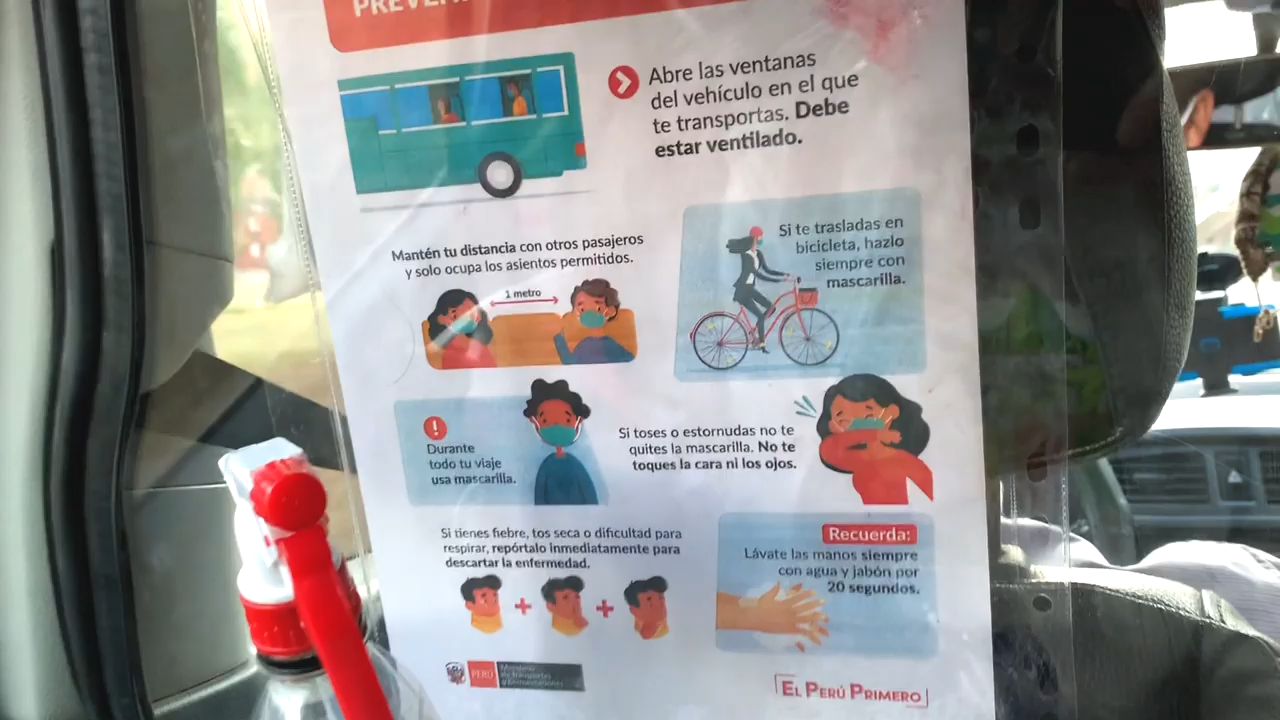 Abre las ventanas
del vehículo en el que
te transportas. Debe
estar ventilado.
Mantén tu distancia con otros pasajeros
y solo ocupa los asientos permitidos.
1 metro
Si te trasladas en
bicicleta, hazlo
siempre con
mascarilla.
Durante
todo tu viaje
usa mascarilla.
Si toses o estornudas no te
quites la mascarilla. No te
toques la cara ni los ojos.
Si tienes fiebre, tos seca o dificultad para
respirar, repórtalo inmediatamente para
descartar la enfermedad.
Recuerda:
Lávate las manos siempre
con agua y jabón por
20 segundos.
PERÚ
Ministerio
de Transportes
y Comunicaciones
EL PERÚ PRIMERO